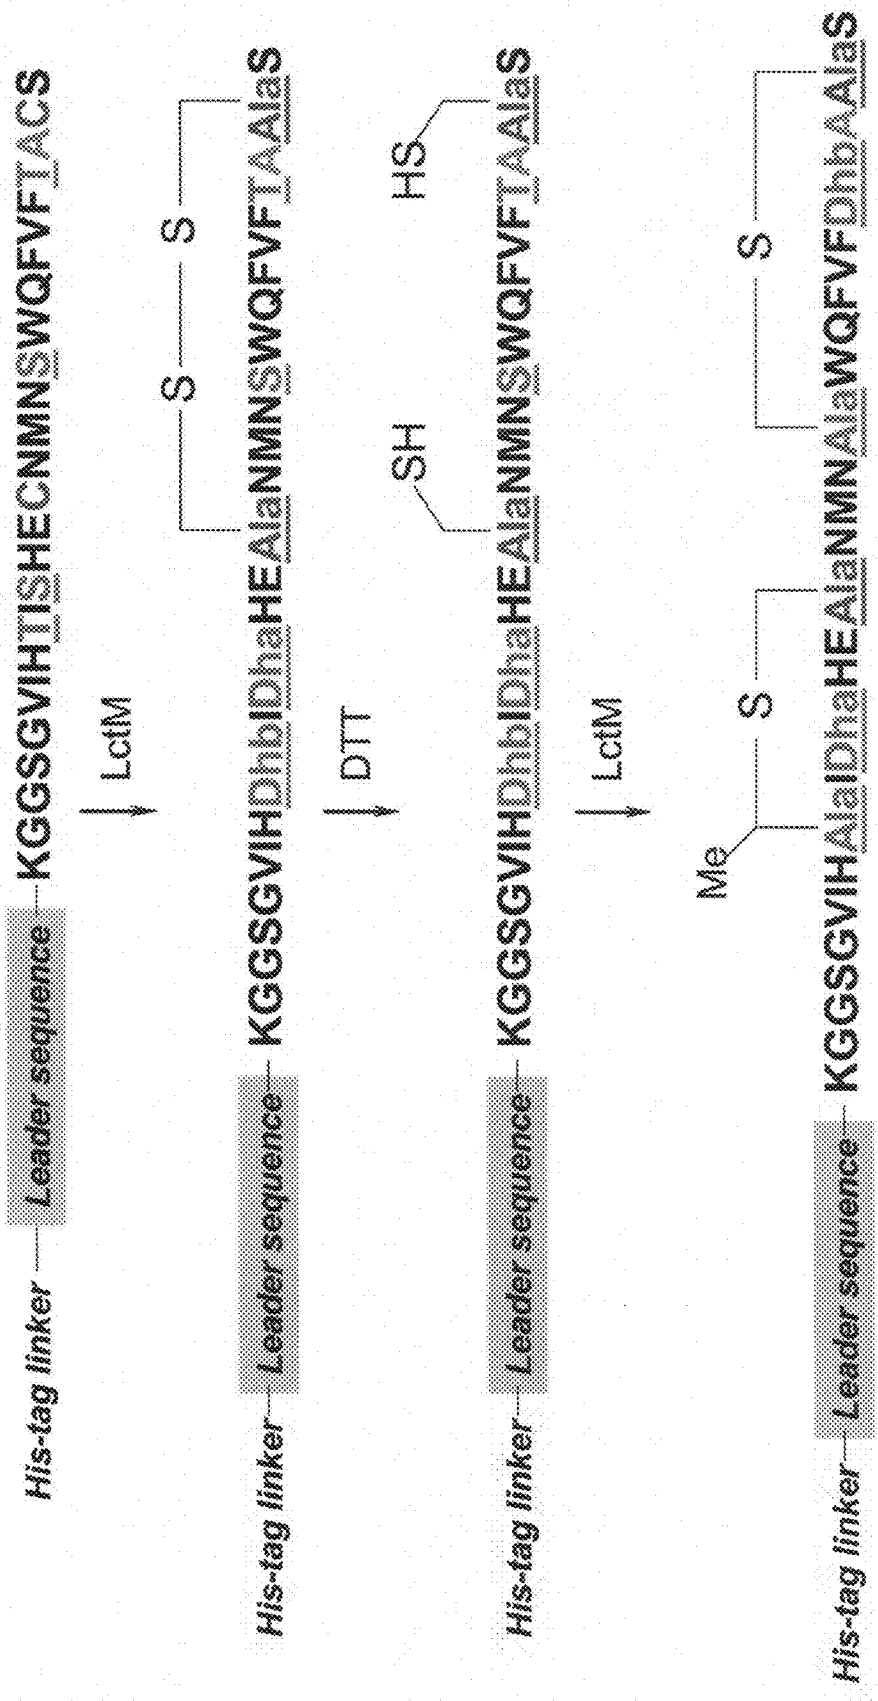 His-tag linker Leader sequence KGGSGVIHTISHECNMNSWQFVFTACS
LctM
S S
His-tag linker Leader sequence KGGSGVIHDhbIDhaHEAlaNMNSWQFVFTAAlaS
DTT
SH HS
His-tag linker Leader sequence KGGSGVIHDhbIDhaHEAlaNMNSWQFVFTAAlaS
LctM
Me S S
His-tag linker Leader sequence KGGSGVIHAlaIDhaHEAlaNMNAlaWQFVFDhbAAlaS